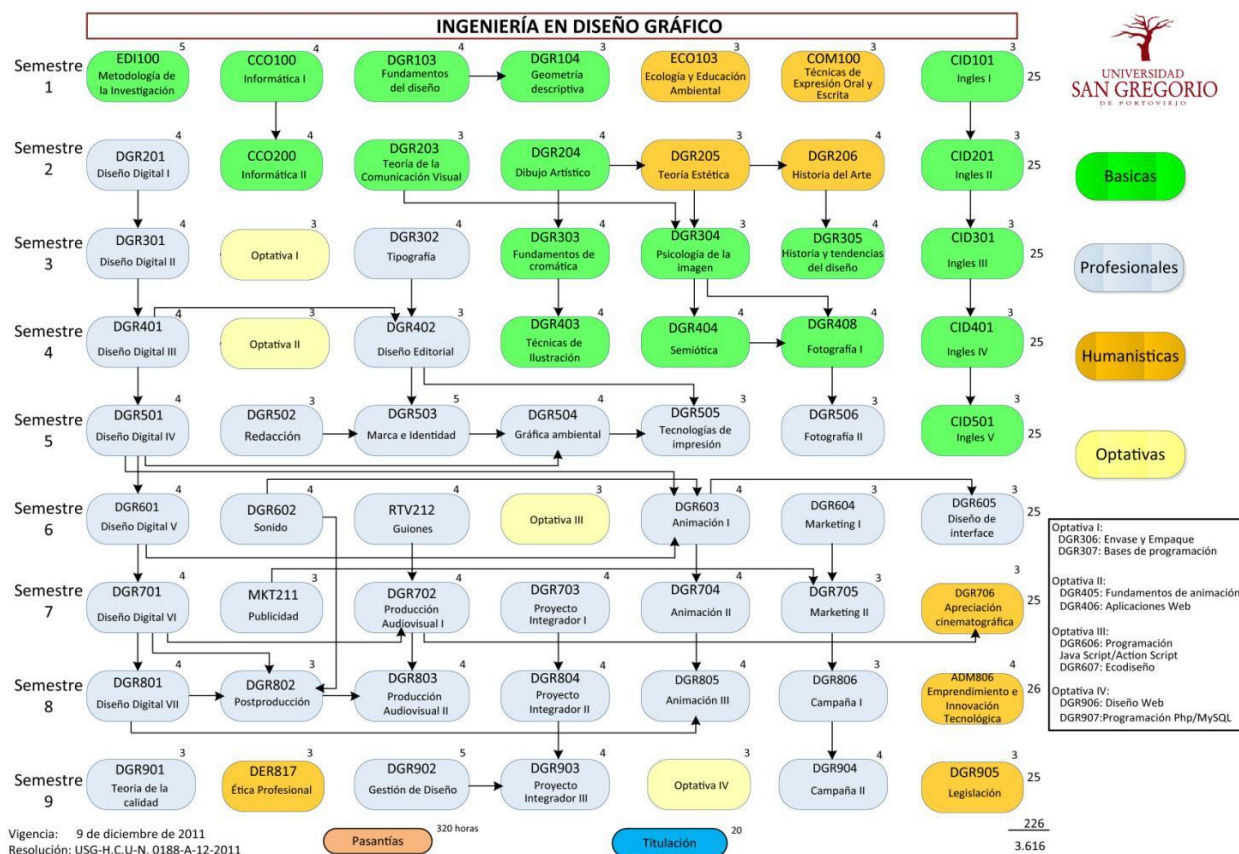 INGENIERÍA EN DISEÑO GRÁFICO
UNIVERSIDAD
SAN GREGORIO
DE PORTOVIEJO
Semestre
1
5
EDI100
Metodología de
la Investigación
4
CCO100
Informática I
4
DGR103
Fundamentos
del diseño
3
DGR104
Geometría
descriptiva
3
ECO103
Ecología y Educación
Ambiental
3
COM100
Técnicas de
Expresión Oral y
Escrita
3
CID101
Ingles I
25
Semestre
2
4
DGR201
Diseño Digital I
4
CCO200
Informática II
3
DGR203
Teoría de la
Comunicación Visual
4
DGR204
Dibujo Artístico
3
DGR205
Teoría Estética
4
DGR206
Historia del Arte
3
CID201
Ingles II
25
Semestre
3
4
DGR301
Diseño Digital II
3
Optativa I
4
DGR302
Tipografía
4
DGR303
Fundamentos de
cromática
3
DGR304
Psicología de la
imagen
4
DGR305
Historia y tendencias
del diseño
3
CID301
Ingles III
25
Semestre
4
4
DGR401
Diseño Digital III
3
Optativa II
4
DGR402
Diseño Editorial
4
DGR403
Técnicas de
Ilustración
3
DGR404
Semiótica
4
DGR408
Fotografía I
3
CID401
Ingles IV
25
Semestre
5
4
DGR501
Diseño Digital IV
3
DGR502
Redacción
5
DGR503
Marca e Identidad
4
DGR504
Gráfica ambiental
3
DGR505
Tecnologías de
impresión
3
DGR506
Fotografía II
3
CID501
Ingles V
25
Semestre
6
4
DGR601
Diseño Digital V
4
DGR602
Sonido
4
RTV212
Guiones
3
Optativa III
4
DGR603
Animación I
3
DGR604
Marketing I
3
DGR605
Diseño de
interface
25
Semestre
7
4
DGR701
Diseño Digital VI
3
MKT211
Publicidad
4
DGR702
Producción
Audiovisual I
4
DGR703
Proyecto
Integrador I
4
DGR704
Animación II
3
DGR705
Marketing II
3
DGR706
Apreciación
cinematográfica
25
Semestre
8
4
DGR801
Diseño Digital VII
3
DGR802
Postproducción
4
DGR803
Producción
Audiovisual II
4
DGR804
Proyecto
Integrador II
4
DGR805
Animación III
3
DGR806
Campaña I
4
ADM806
Emprendimiento e
Innovación
Tecnológica
26
Semestre
9
3
DGR901
Teoria de la
calidad
3
DER817
Ética Profesional
5
DGR902
Gestión de Diseño
4
DGR903
Proyecto
Integrador III
3
Optativa IV
4
DGR904
Campaña II
3
DGR905
Legislación
25
Basicas
Profesionales
Humanisticas
Optativas
Optativa I:
DGR306: Envase y Empaque
DGR307: Bases de programación
Optativa II:
DGR405: Fundamentos de animación
DGR406: Aplicaciones Web
Optativa III:
DGR606: Programación
Java Script/Action Script
DGR607: Ecodiseño
Optativa IV:
DGR906: Diseño Web
DGR907:Programación Php/MySQL
Vigencia: 9 de diciembre de 2011
Resolución: USG-H.C.U-N. 0188-A-12-2011
Pasantías
320 horas
Titulación
20
226
3.616